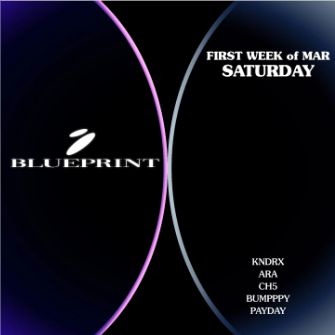 FIRST WEEK of MAR
SATURDAY
BLUEPRINT
KNDRX
ARA
CH5
BUMPPPY
PAYDAY